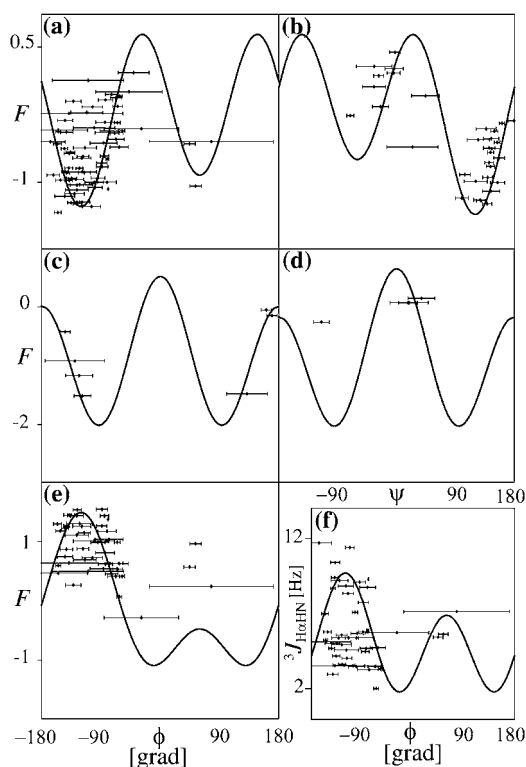 (a) (b)
0.5
F
-1
(c) (d)
0
F
-2
-90 ψ 90 180
(e) (f)
1
F
-1
12
³J_HαHN [Hz]
2
-180 -90 ϕ 90 180
[grad]
-90 ϕ 90 180
[grad]